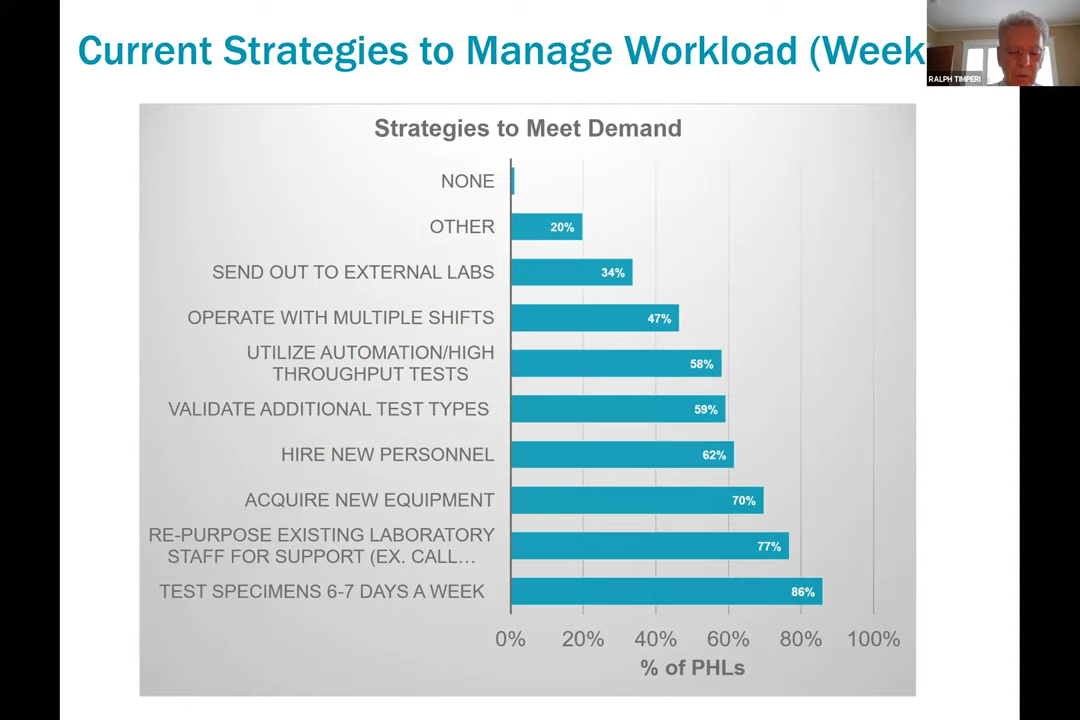 Current Strategies to Manage Workload (Week
RALPH TIMPERI
Strategies to Meet Demand
NONE
OTHER
20%
SEND OUT TO EXTERNAL LABS
34%
OPERATE WITH MULTIPLE SHIFTS
47%
UTILIZE AUTOMATION/HIGH
THROUGHPUT TESTS
58%
VALIDATE ADDITIONAL TEST TYPES
59%
HIRE NEW PERSONNEL
62%
ACQUIRE NEW EQUIPMENT
70%
RE-PURPOSE EXISTING LABORATORY
STAFF FOR SUPPORT (EX. CALL…
77%
TEST SPECIMENS 6-7 DAYS A WEEK
86%
0% 20% 40% 60% 80% 100%
% of PHLs